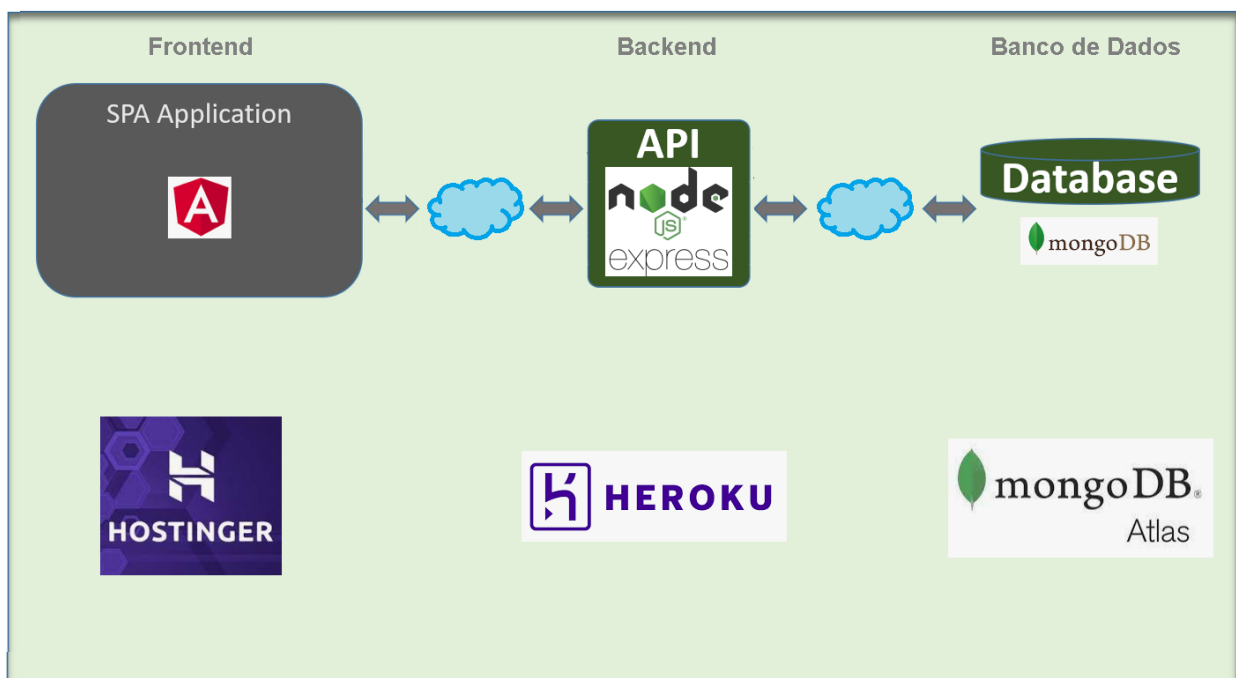 Frontend
Backend
Banco de Dados
SPA Application
A
API
node
JS
express
Database
mongoDB
HOSTINGER
HEROKU
mongoDB®
Atlas